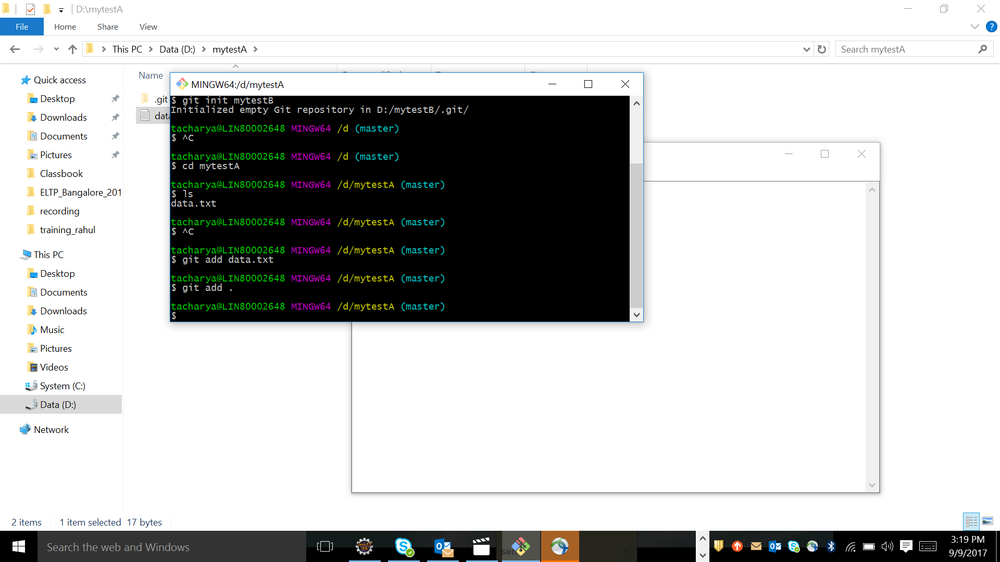 D:\mytestA
File Home Share View
This PC Data (D:) mytestA
Search mytestA
Name
Quick access
Desktop
Downloads
Documents
Pictures
Classbook
ELTP_Bangalore_201
recording
training_rahul
This PC
Desktop
Documents
Downloads
Music
Pictures
Videos
System (C:)
Data (D:)
Network
.git
data
MINGW64:/d/mytestA
$ git init mytestB
Initialized empty Git repository in D:/mytestB/.git/
tacharya@LIN80002648 MINGW64 /d (master)
$ ^C
tacharya@LIN80002648 MINGW64 /d (master)
$ cd mytestA
tacharya@LIN80002648 MINGW64 /d/mytestA (master)
$ ls
data.txt
tacharya@LIN80002648 MINGW64 /d/mytestA (master)
$ ^C
tacharya@LIN80002648 MINGW64 /d/mytestA (master)
$ git add data.txt
tacharya@LIN80002648 MINGW64 /d/mytestA (master)
$ git add .
tacharya@LIN80002648 MINGW64 /d/mytestA (master)
$
2 items 1 item selected 17 bytes
Search the web and Windows
Java EE
IDE
3:19 PM
9/9/2017